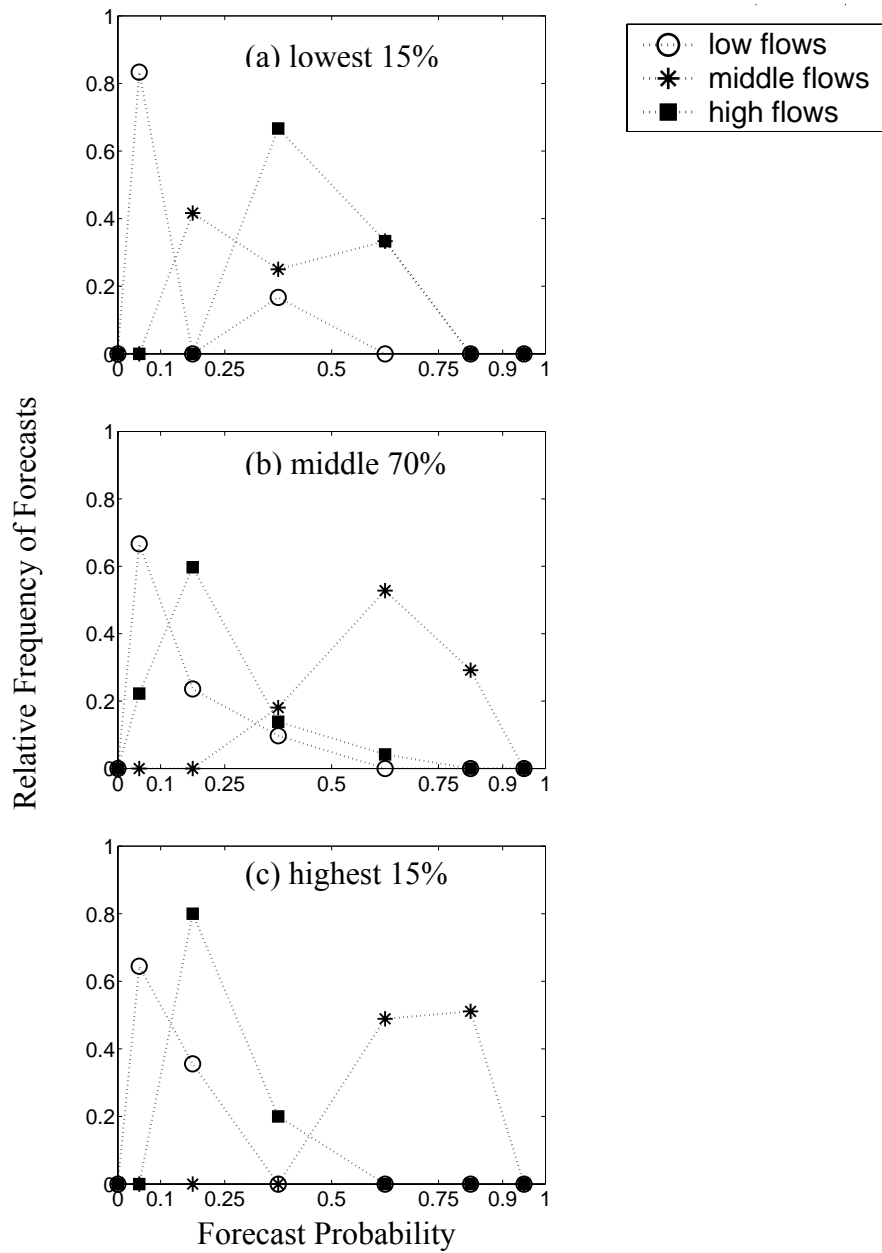 low flows
middle flows
high flows
1
(a) lowest 15%
0.8
0.6
0.4
0.2
0
0 0.1 0.25 0.5 0.75 0.9 1
1
(b) middle 70%
0.8
0.6
0.4
0.2
0
0 0.1 0.25 0.5 0.75 0.9 1
1
(c) highest 15%
0.8
0.6
0.4
0.2
0
0 0.1 0.25 0.5 0.75 0.9 1
Relative Frequency of Forecasts
Forecast Probability